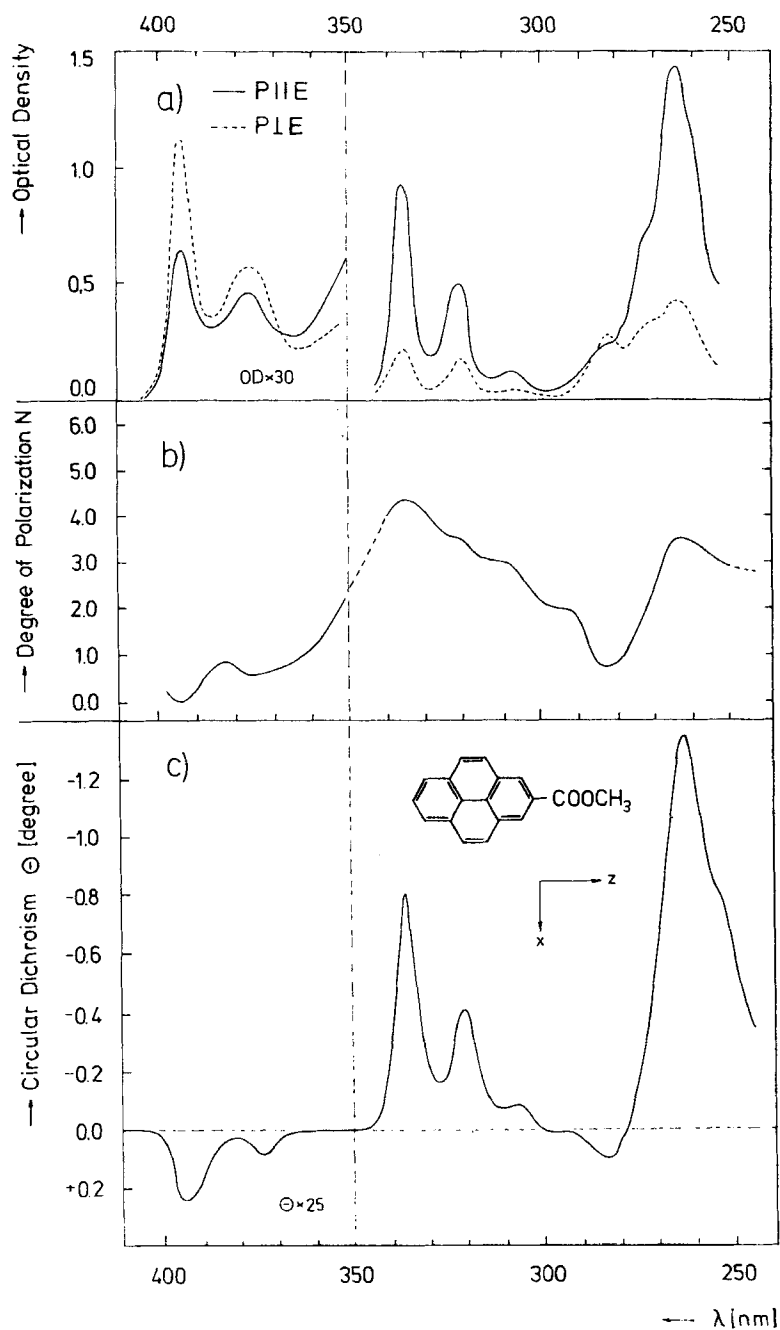 400 350 300 250
→ Optical Density
1.5
1.0
0.5
0.0
a)
— P||E
---- P⊥E
OD×30
→ Degree of Polarization N
6.0
5.0
4.0
3.0
2.0
1.0
0.0
b)
→ Circular Dichroism Θ [degree]
-1.2
-1.0
-0.8
-0.6
-0.4
-0.2
0.0
+0.2
c)
COOCH₃
z
x
Θ×25
400 350 300 250
← λ [nm]